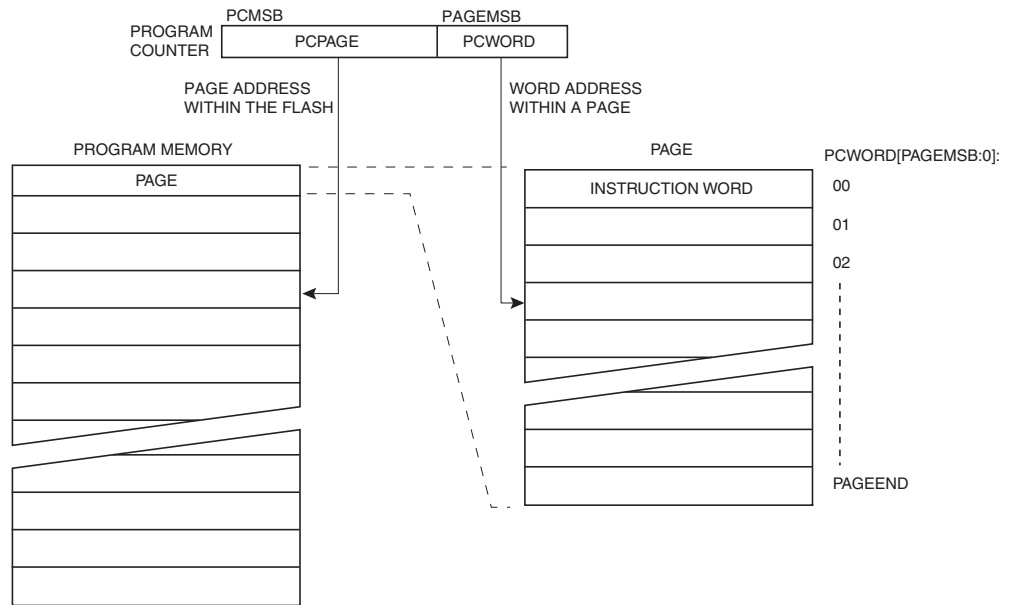 PCMSB
PAGEMSB
PROGRAM
COUNTER
PCPAGE
PCWORD
PAGE ADDRESS
WITHIN THE FLASH
WORD ADDRESS
WITHIN A PAGE
PROGRAM MEMORY
PAGE
PAGE
PCWORD[PAGEMSB:0]:
INSTRUCTION WORD
00
01
02
PAGEEND